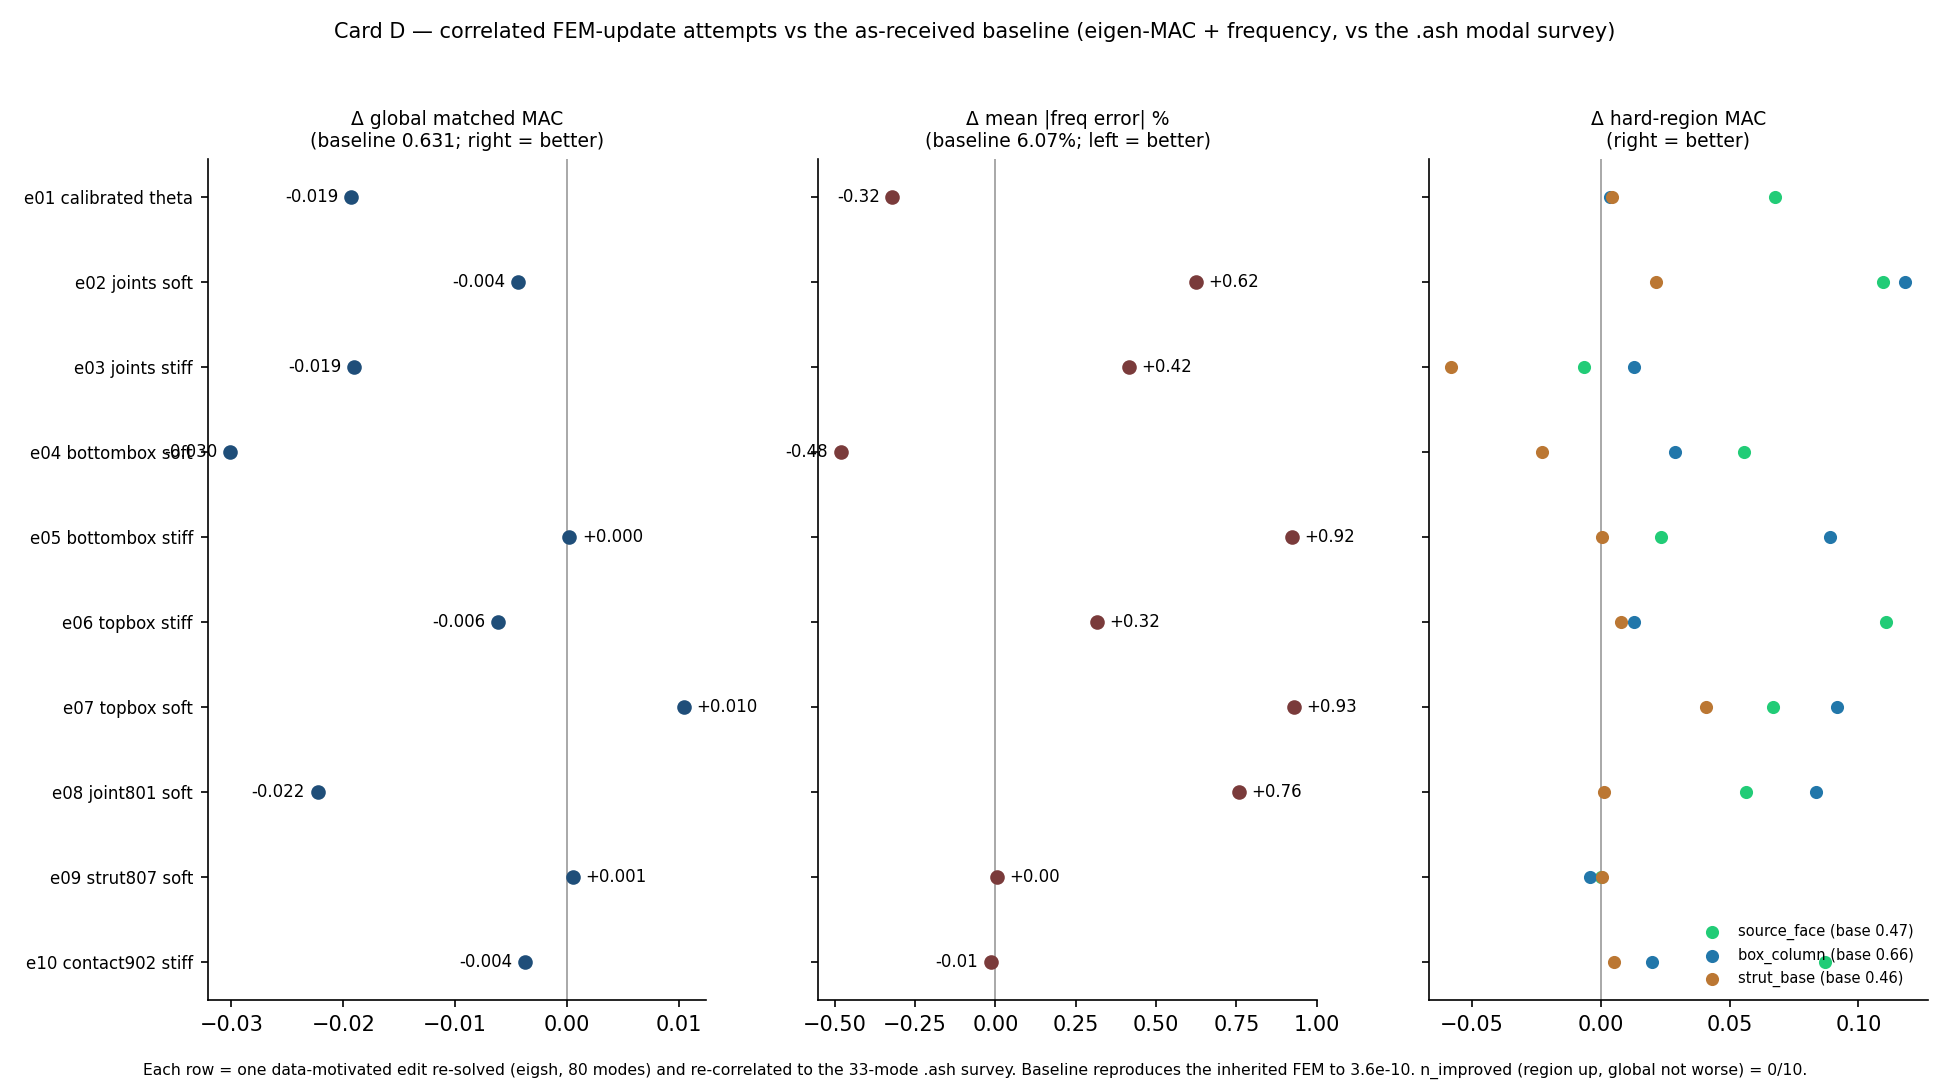 Card D — correlated FEM-update attempts vs the as-received baseline (eigen-MAC + frequency, vs the .ash modal survey)
Δ global matched MAC
(baseline 0.631; right = better)
e01 calibrated theta
e02 joints soft
e03 joints stiff
e04 bottombox soft
e05 bottombox stiff
e06 topbox stiff
e07 topbox soft
e08 joint801 soft
e09 strut807 soft
e10 contact902 stiff
-0.019
-0.004
-0.019
-0.030
+0.000
-0.006
+0.010
-0.022
+0.001
-0.004
−0.03 −0.02 −0.01 0.00 0.01
Δ mean |freq error| %
(baseline 6.07%; left = better)
-0.32
+0.62
+0.42
-0.48
+0.92
+0.32
+0.93
+0.76
+0.00
-0.01
−0.50 −0.25 0.00 0.25 0.50 0.75 1.00
Δ hard-region MAC
(right = better)
source_face (base 0.47)
box_column (base 0.66)
strut_base (base 0.46)
−0.05 0.00 0.05 0.10
Each row = one data-motivated edit re-solved (eigsh, 80 modes) and re-correlated to the 33-mode .ash survey. Baseline reproduces the inherited FEM to 3.6e-10. n_improved (region up, global not worse) = 0/10.